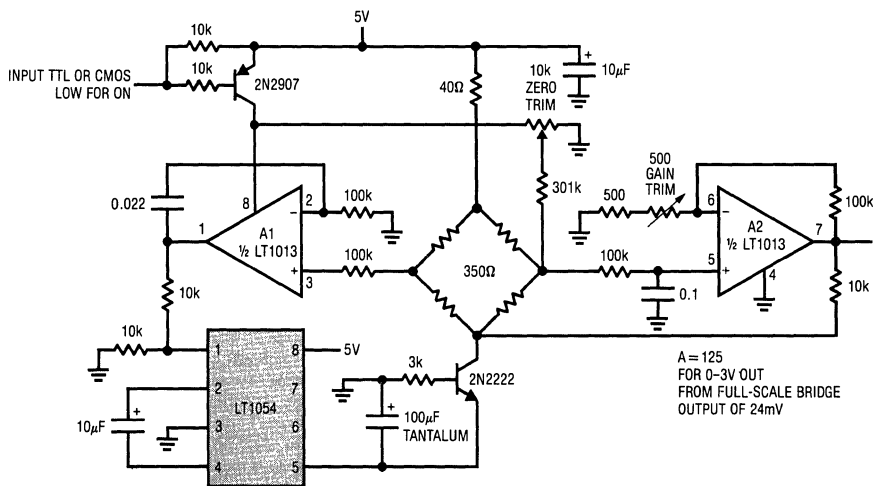 5V
10k
INPUT TTL OR CMOS
LOW FOR ON
10k
2N2907
40Ω
10k
ZERO
TRIM
+
10µF
0.022
1
8
2
−
A1
½ LT1013
+
3
100k
100k
350Ω
301k
500
500
GAIN
TRIM
6
−
A2
½ LT1013
5
+
7
4
100k
100k
0.1
10k
10k
10k
1
8
5V
2
7
LT1054
3
6
4
5
+
10µF
3k
2N2222
+
100µF
TANTALUM
A = 125
FOR 0–3V OUT
FROM FULL-SCALE BRIDGE
OUTPUT OF 24mV